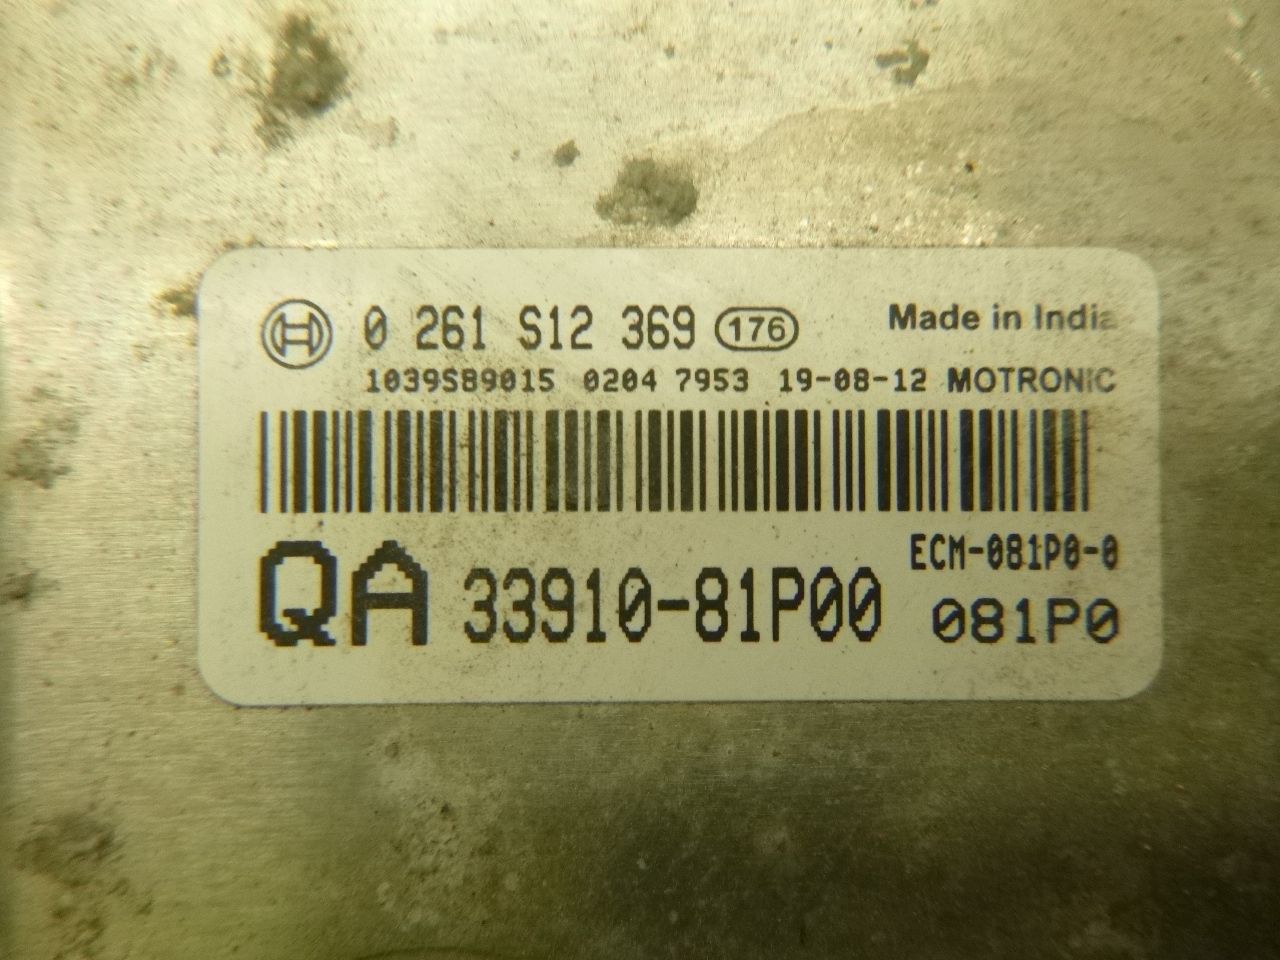 0 261 S12 369 176 Made in India
1039S89015 0204 7953 19-08-12 MOTRONIC
ECM-081P0-0
QA 33910-81P00 081P0